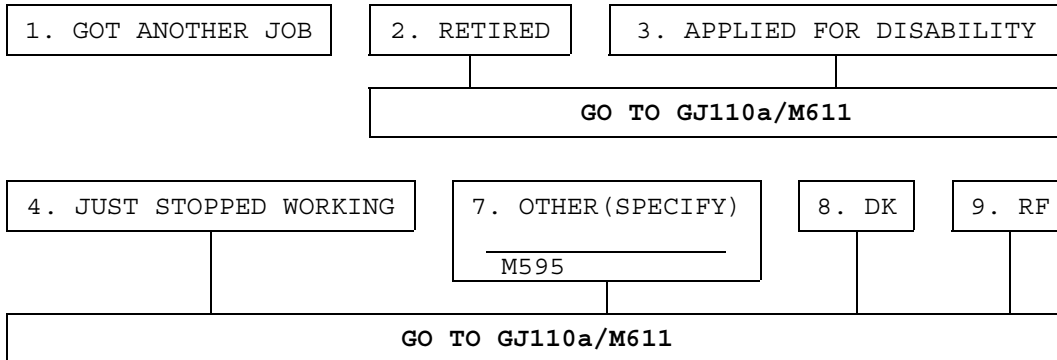 1. GOT ANOTHER JOB 2. RETIRED 3. APPLIED FOR DISABILITY
GO TO GJ110a/M611
4. JUST STOPPED WORKING 7. OTHER(SPECIFY) 8. DK 9. RF
M595
GO TO GJ110a/M611